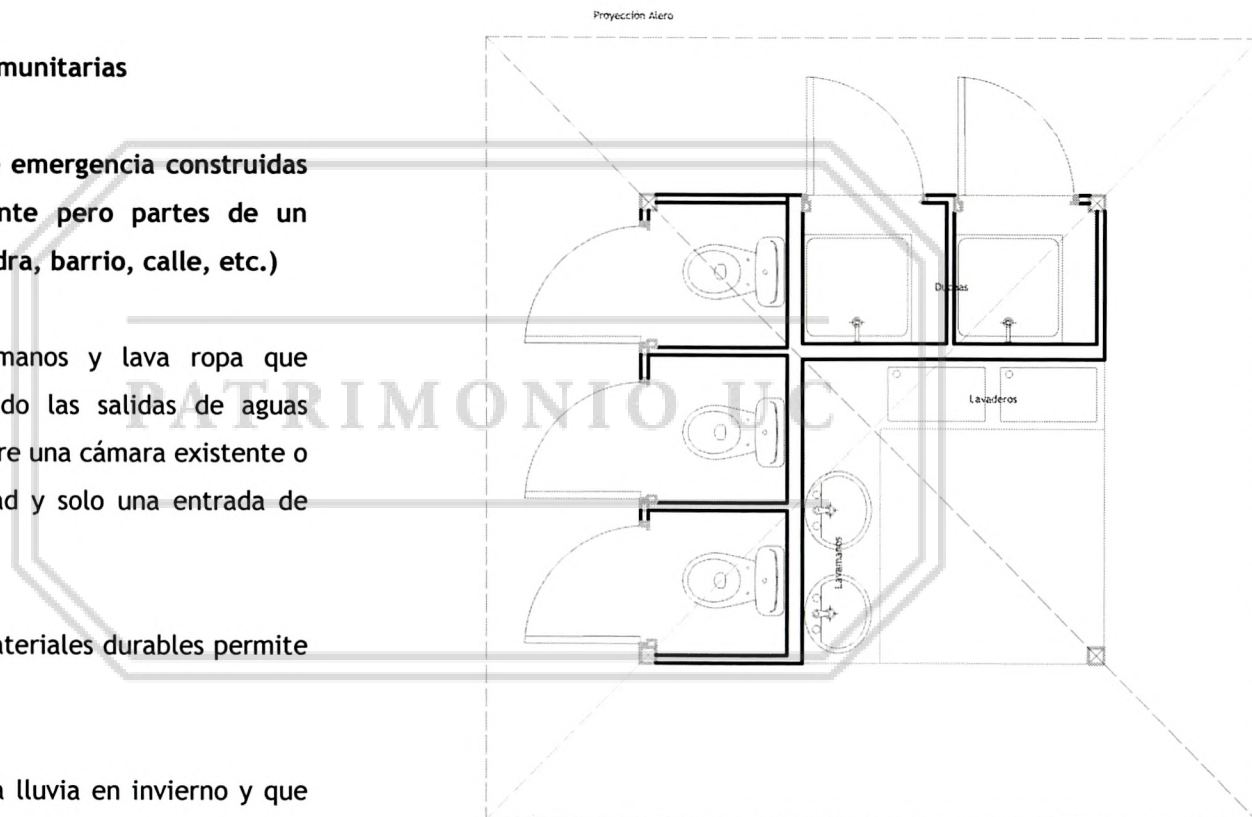 Proyección Alero
munitarias
emergencia construidas
nte pero partes de un
dra, barrio, calle, etc.)
manos y lava ropa que
do las salidas de aguas
re una cámara existente o
ad y solo una entrada de
ateriales durables permite
a lluvia en invierno y que
Duchas
Lavaderos
Lavamanos
PATRIMONIO UC